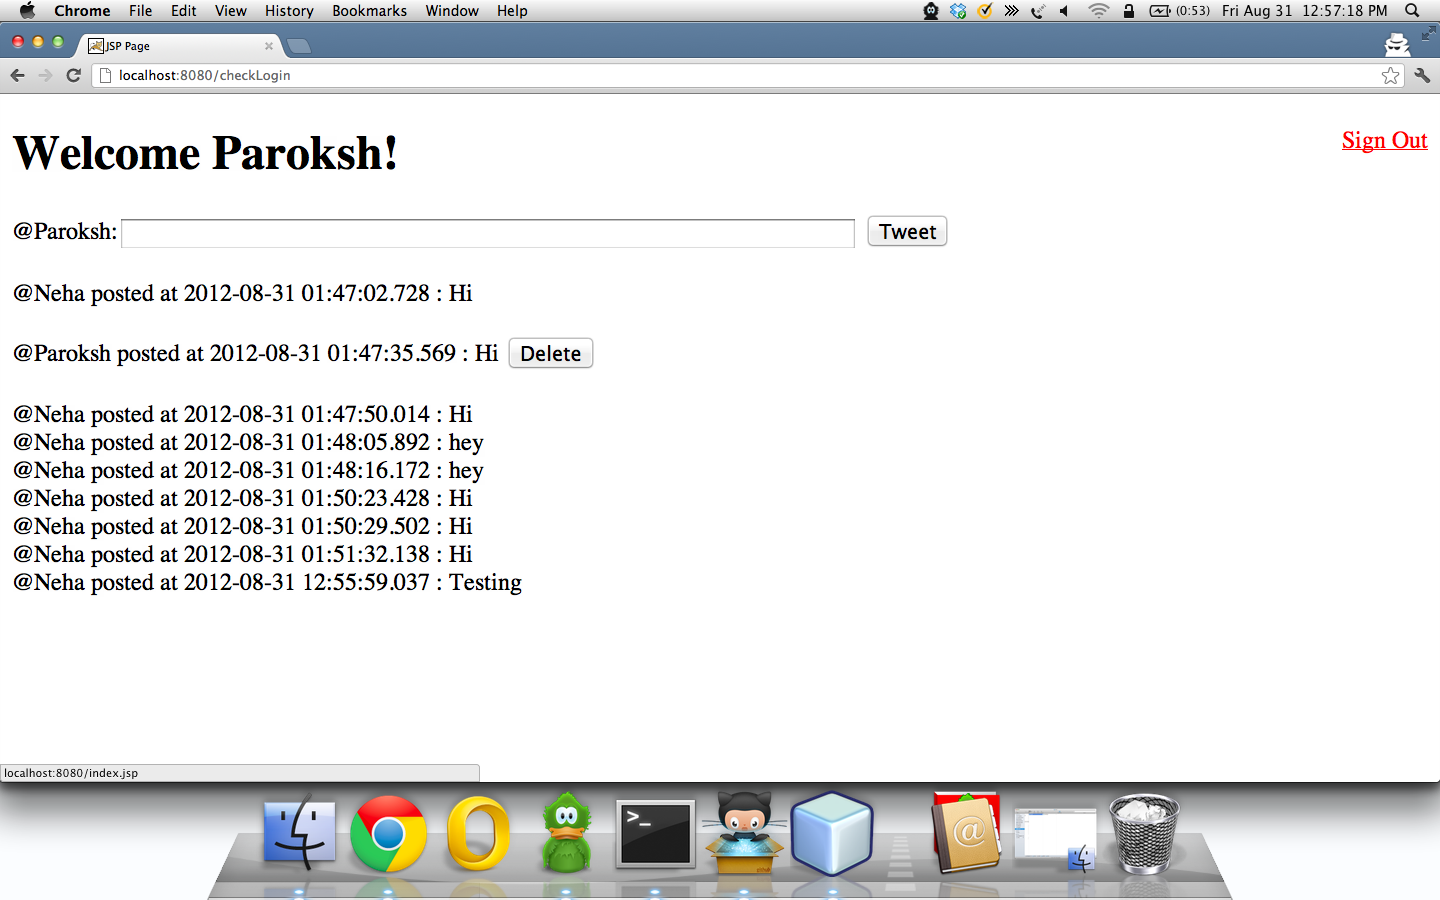 Chrome File Edit View History Bookmarks Window Help (0:53) Fri Aug 31 12:57:18 PM
JSP Page
localhost:8080/checkLogin
Welcome Paroksh!
Sign Out
@Paroksh: Tweet
@Neha posted at 2012-08-31 01:47:02.728 : Hi
@Paroksh posted at 2012-08-31 01:47:35.569 : Hi Delete
@Neha posted at 2012-08-31 01:47:50.014 : Hi
@Neha posted at 2012-08-31 01:48:05.892 : hey
@Neha posted at 2012-08-31 01:48:16.172 : hey
@Neha posted at 2012-08-31 01:50:23.428 : Hi
@Neha posted at 2012-08-31 01:50:29.502 : Hi
@Neha posted at 2012-08-31 01:51:32.138 : Hi
@Neha posted at 2012-08-31 12:55:59.037 : Testing
localhost:8080/index.jsp
>_
@